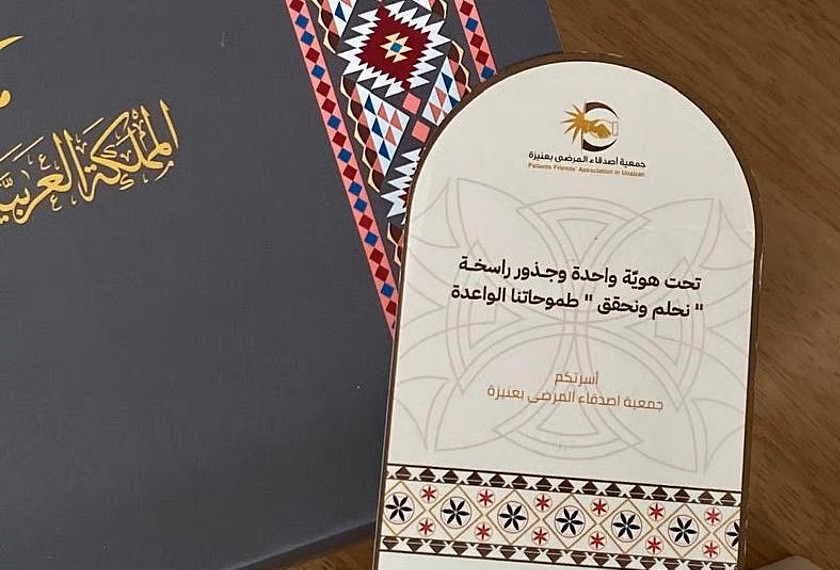 المملكة العربية
جمعية أصدقاء المرضى بعنيزة
Patients Friends' Association in Unaizah
تحت هويّة واحدة وجذور راسخة
" نحلم ونحقق " طموحاتنا الواعدة
أسرتكم
جمعية اصدقاء المرضى بعنيزة